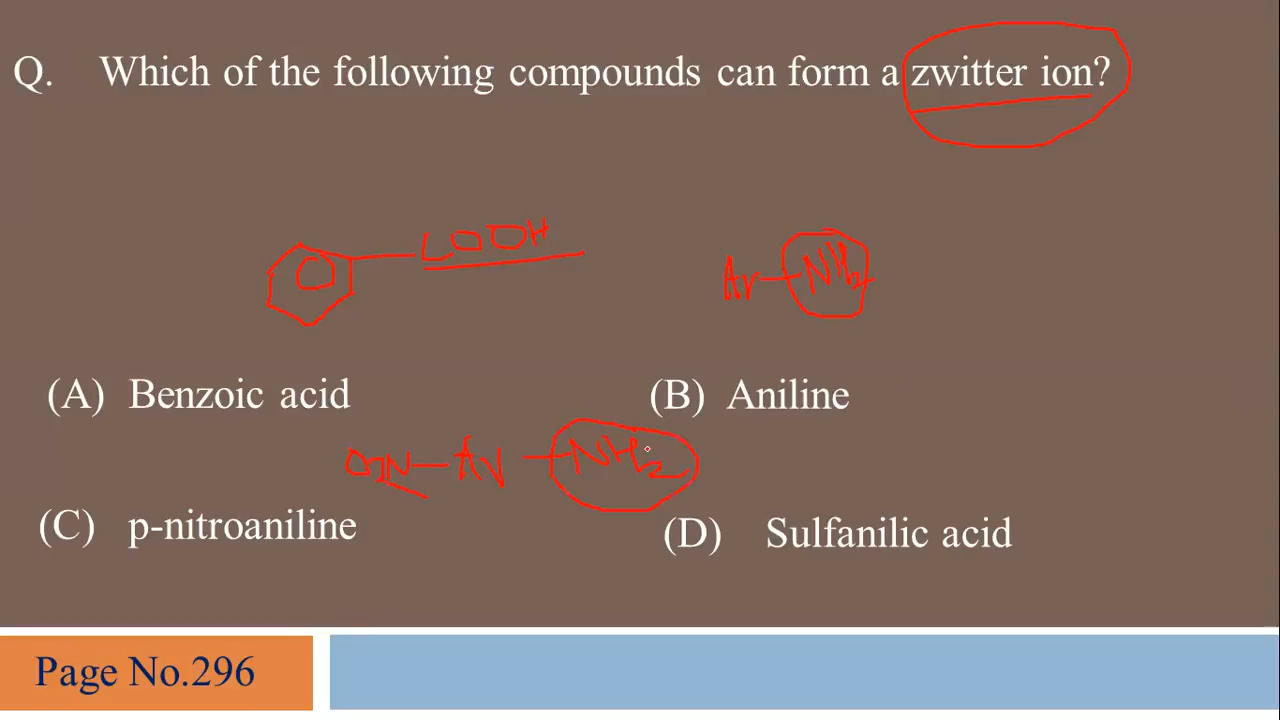 Q. Which of the following compounds can form a zwitter ion?
COOH
Ar-NH2
(A) Benzoic acid
(B) Aniline
O2N-Ar-NH2
(C) p-nitroaniline
(D) Sulfanilic acid
Page No.296